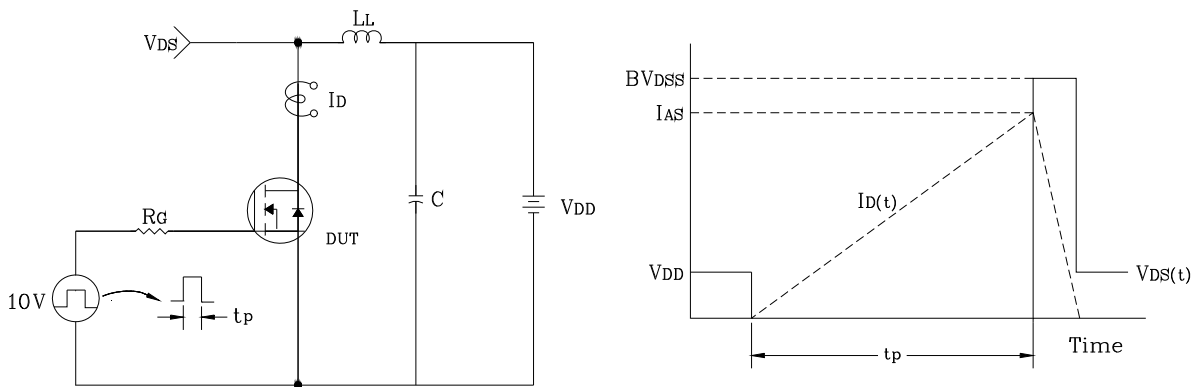 LL
VDS
ID
RG
DUT
C
VDD
10V
tp
BVDSS
IAS
ID(t)
VDD
VDS(t)
tp
Time